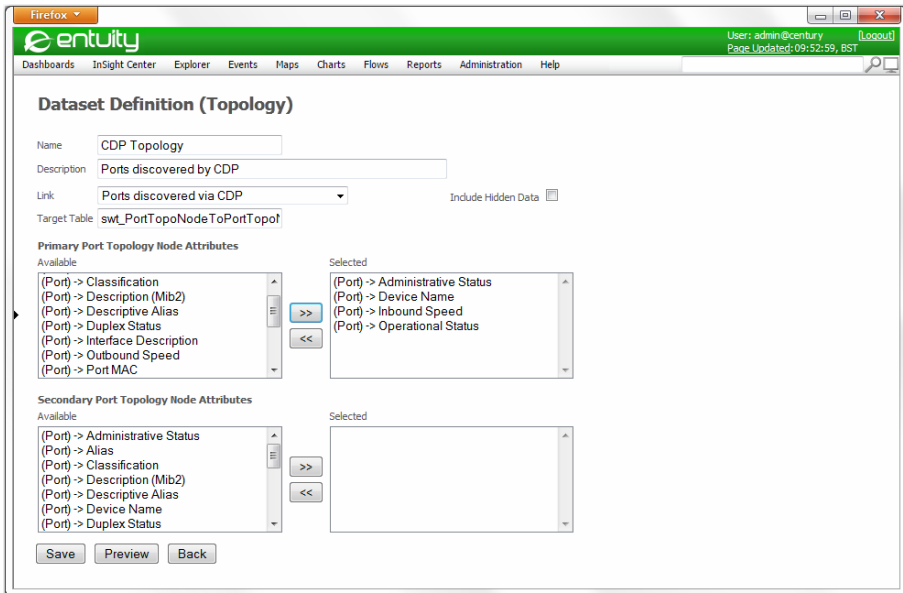 Firefox
entuity
User: admin@century [Logout]
Page Updated: 09:52:59, BST
Dashboards InSight Center Explorer Events Maps Charts Flows Reports Administration Help
Dataset Definition (Topology)
Name CDP Topology
Description Ports discovered by CDP
Link Ports discovered via CDP Include Hidden Data
Target Table swt_PortTopoNodeToPortTopoN
Primary Port Topology Node Attributes
Available Selected
(Port) -> Classification
(Port) -> Description (Mib2)
(Port) -> Descriptive Alias
(Port) -> Duplex Status
(Port) -> Interface Description
(Port) -> Outbound Speed
(Port) -> Port MAC
>>
<<
(Port) -> Administrative Status
(Port) -> Device Name
(Port) -> Inbound Speed
(Port) -> Operational Status
Secondary Port Topology Node Attributes
Available Selected
(Port) -> Administrative Status
(Port) -> Alias
(Port) -> Classification
(Port) -> Description (Mib2)
(Port) -> Descriptive Alias
(Port) -> Device Name
(Port) -> Duplex Status
>>
<<
Save Preview Back